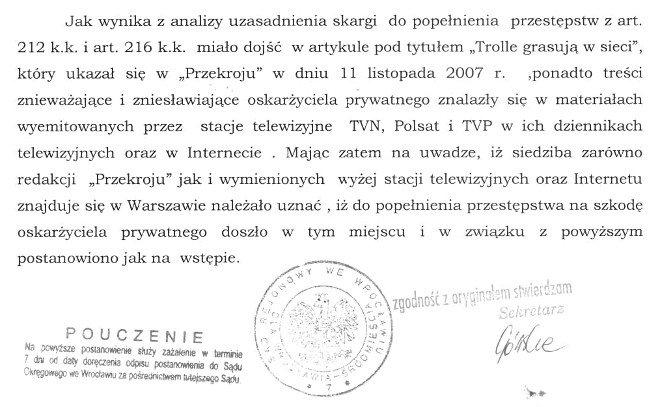 Jak wynika z analizy uzasadnienia skargi do popełnienia przestępstw z art.
212 k.k. i art. 216 k.k. miało dojść w artykule pod tytułem „Trolle grasują w sieci”,
który ukazał się w „Przekroju” w dniu 11 listopada 2007 r. ,ponadto treści
znieważające i zniesławiające oskarżyciela prywatnego znalazły się w materiałach
wyemitowanych przez stacje telewizyjne TVN, Polsat i TVP w ich dziennikach
telewizyjnych oraz w Internecie . Mając zatem na uwadze, iż siedziba zarówno
redakcji „Przekroju” jak i wymienionych wyżej stacji telewizyjnych oraz Internetu
znajduje się w Warszawie należało uznać , iż do popełnienia przestępstwa na szkodę
oskarżyciela prywatnego doszło w tym miejscu i w związku z powyższym
postanowiono jak na wstępie.
POUCZENIE
Na powyższe postanowienie służy zażalenie w terminie
7 dni od daty doręczenia odpisu postanowienia do Sądu
Okręgowego we Wrocławiu za pośrednictwem tutejszego Sądu.
SĄD REJONOWY WE WROCŁAWIU
7
zgodność z oryginałem stwierdzam
Sekretarz